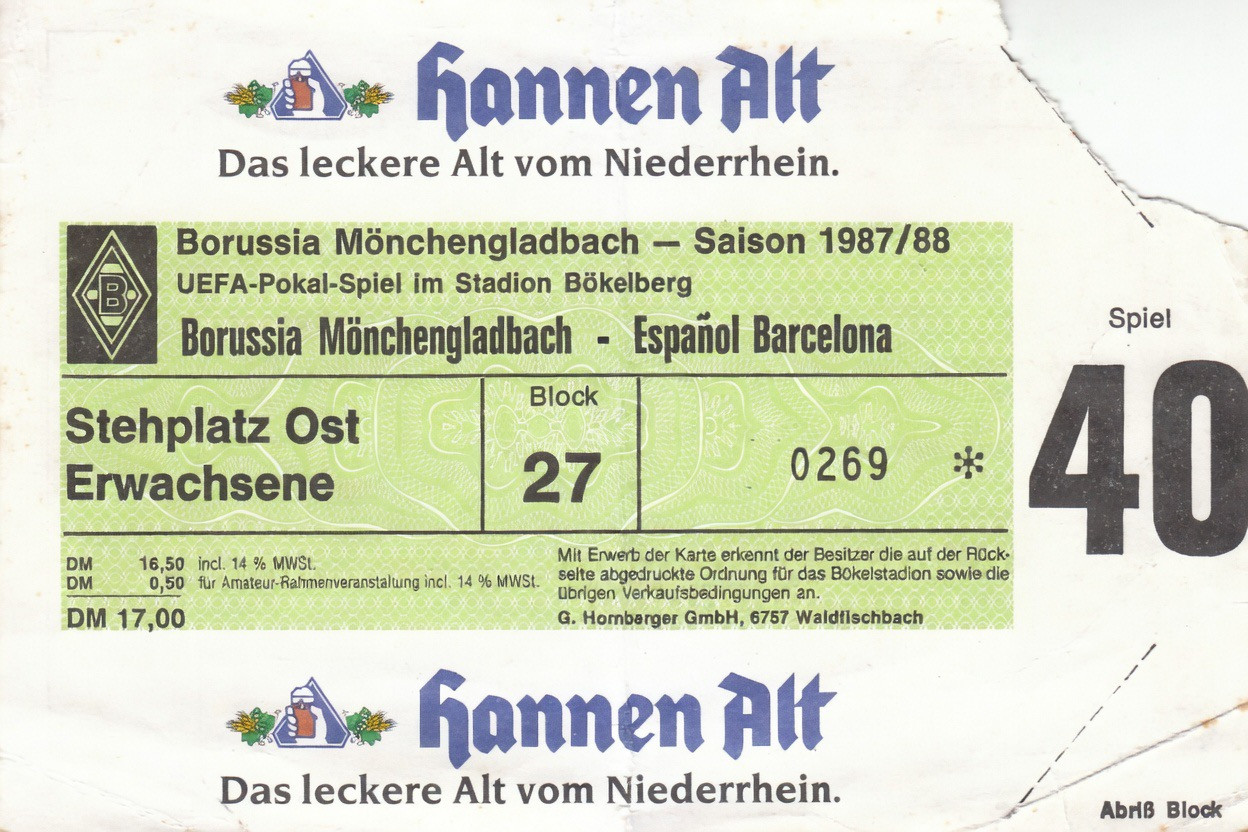 Hannen Alt
Das leckere Alt vom Niederrhein.
B
Borussia Mönchengladbach – Saison 1987/88
UEFA-Pokal-Spiel im Stadion Bökelberg
Borussia Mönchengladbach - Español Barcelona
Spiel
40
Stehplatz Ost
Erwachsene
Block
27
0269 *
DM 16,50 incl. 14 % MWSt.
DM 0,50 für Amateur-Rahmenveranstaltung incl. 14 % MWSt.
DM 17,00
Mit Erwerb der Karte erkennt der Besitzer die auf der Rück-
seite abgedruckte Ordnung für das Bökelstadion sowie die
übrigen Verkaufsbedingungen an.
G. Hornberger GmbH, 6757 Waldfischbach
Hannen Alt
Das leckere Alt vom Niederrhein.
Abriß Block